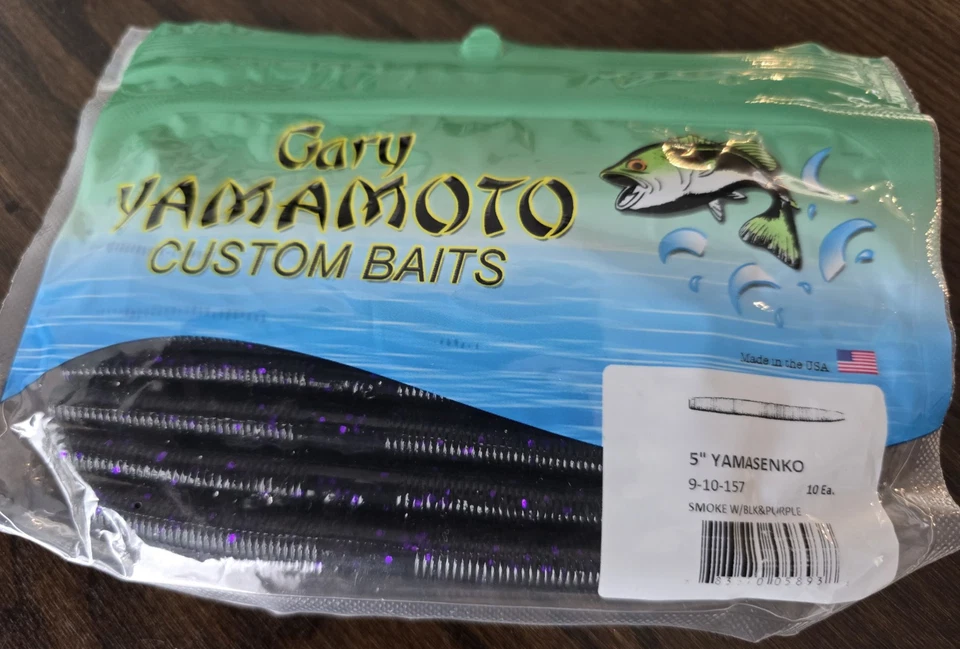 Gary
YAMAMOTO
CUSTOM BAITS
Made in the USA
5" YAMASENKO
9-10-157 10 Ea.
SMOKE W/BLK&PURPLE